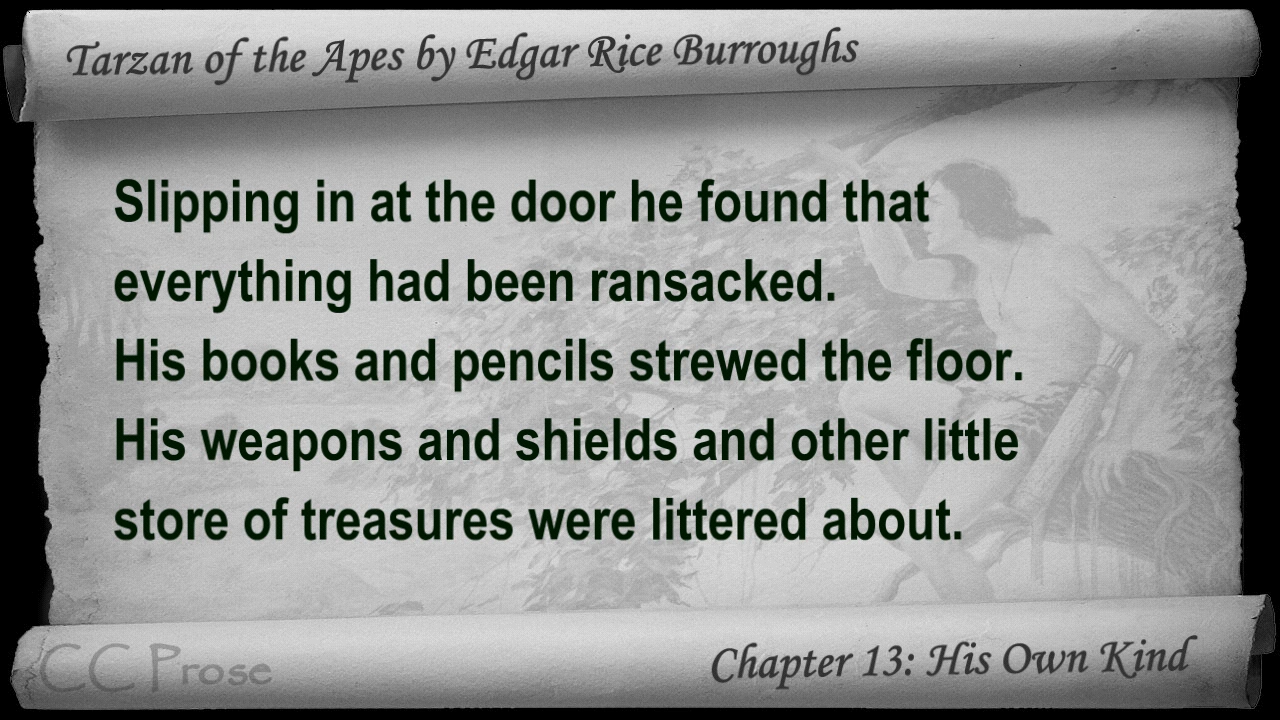 Tarzan of the Apes by Edgar Rice Burroughs
Slipping in at the door he found that
everything had been ransacked.
His books and pencils strewed the floor.
His weapons and shields and other little
store of treasures were littered about.
CC Prose
Chapter 13: His Own Kind